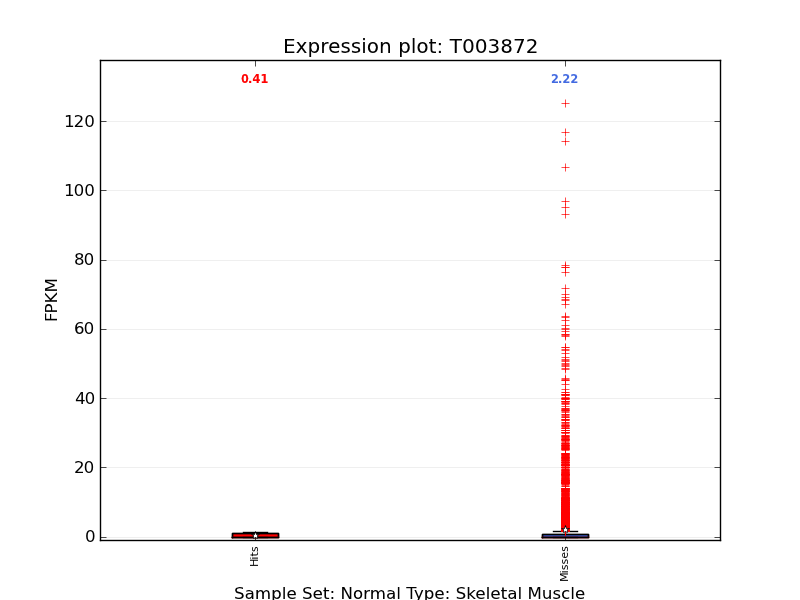 Expression plot: T003872
0.41
2.22
120
100
80
60
40
20
0
FPKM
Hits
Misses
Sample Set: Normal Type: Skeletal Muscle